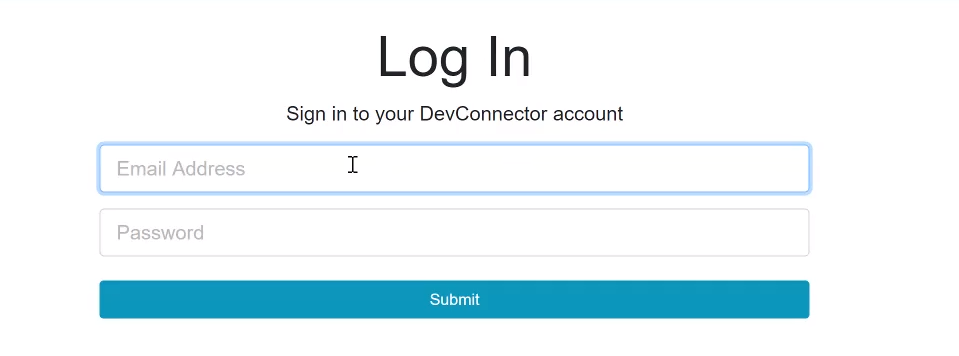 Log In
Sign in to your DevConnector account
Email Address
Password
Submit